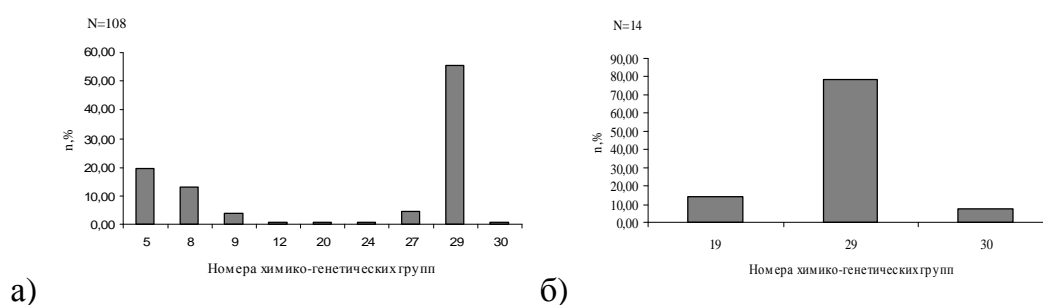 N=108
60,00
50,00
40,00
30,00
20,00
10,00
0,00
n,%
5 8 9 12 20 24 27 29 30
Номера химико-генетических групп
а)
N=14
90,00
80,00
70,00
60,00
50,00
40,00
30,00
20,00
10,00
0,00
n,%
19 29 30
Номера химико-генетических групп
б)